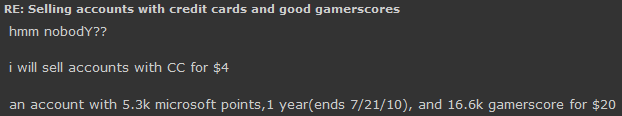 RE: Selling accounts with credit cards and good gamerscores
hmm nobodY??
i will sell accounts with CC for $4
an account with 5.3k microsoft points,1 year(ends 7/21/10), and 16.6k gamerscore for $20